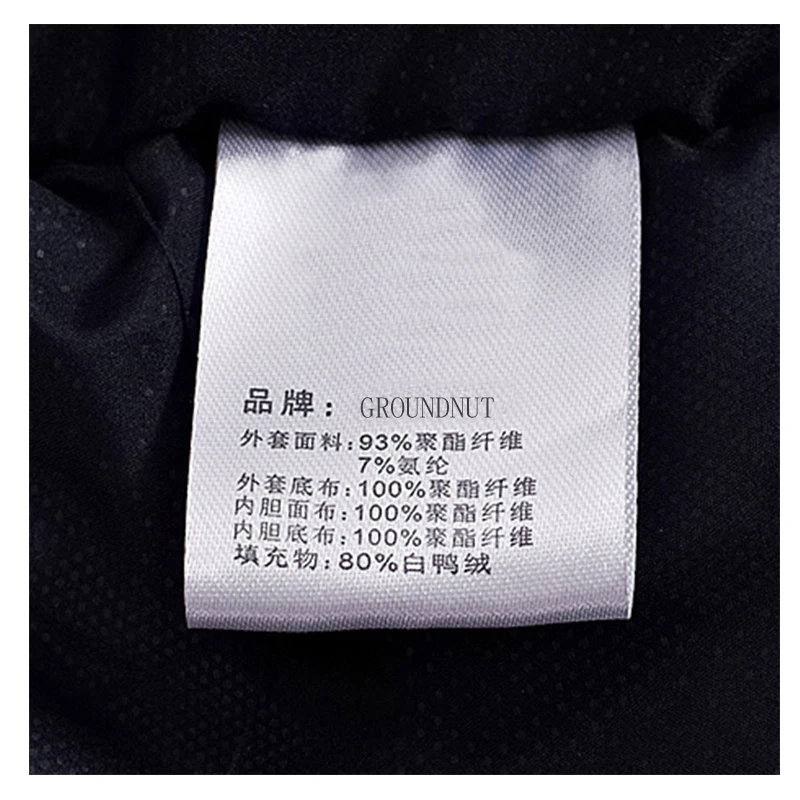 品牌： GROUNDNUT
外套面料:93%聚酯纤维
7%氨纶
外套底布:100%聚酯纤维
内胆面布:100%聚酯纤维
内胆底布:100%聚酯纤维
填充物:80%白鸭绒